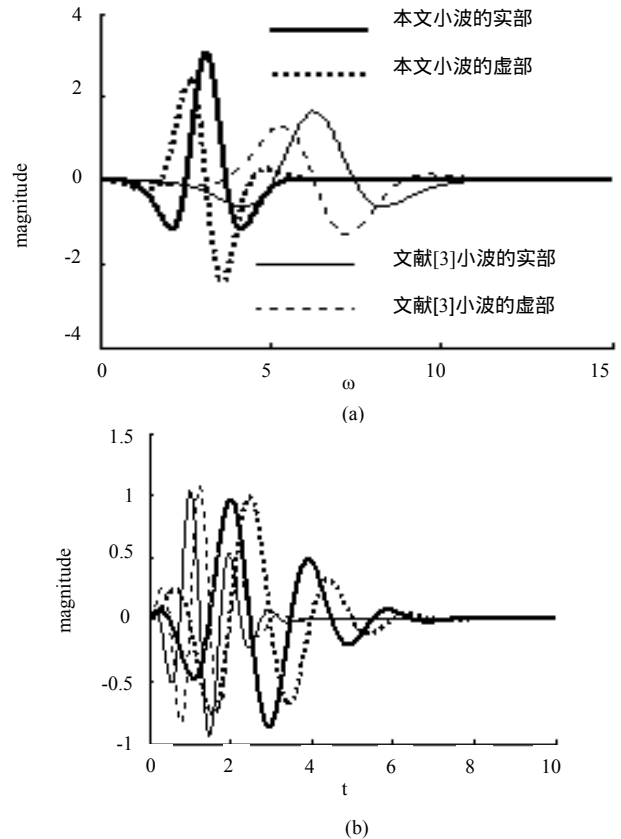 4
本文小波的实部
2
本文小波的虚部
magnitude
0
-2
文献[3]小波的实部
文献[3]小波的虚部
-4
0 5 10 15
ω
(a)
1.5
1
0.5
magnitude
0
-0.5
-1
0 2 4 6 8 10
t
(b)